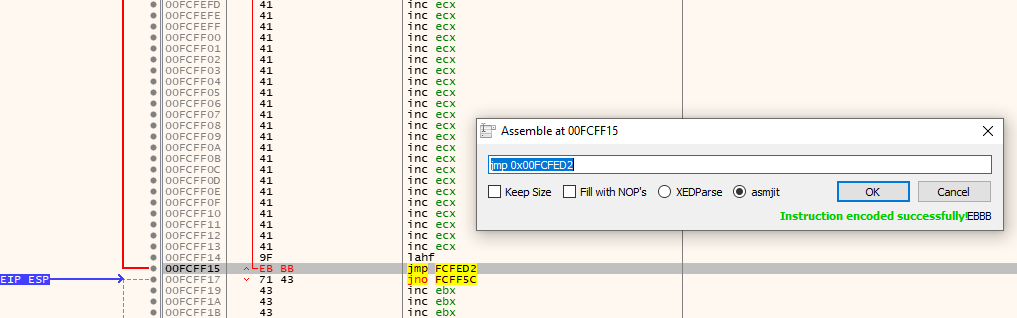 00FCFEFD 41 inc ecx
00FCFEFE 41 inc ecx
00FCFEFF 41 inc ecx
00FCFF00 41 inc ecx
00FCFF01 41 inc ecx
00FCFF02 41 inc ecx
00FCFF03 41 inc ecx
00FCFF04 41 inc ecx
00FCFF05 41 inc ecx
00FCFF06 41 inc ecx
00FCFF07 41 inc ecx
00FCFF08 41 inc ecx
00FCFF09 41 inc ecx
00FCFF0A 41 inc ecx
00FCFF0B 41 inc ecx
00FCFF0C 41 inc ecx
00FCFF0D 41 inc ecx
00FCFF0E 41 inc ecx
00FCFF0F 41 inc ecx
00FCFF10 41 inc ecx
00FCFF11 41 inc ecx
00FCFF12 41 inc ecx
00FCFF13 41 inc ecx
00FCFF14 9F lahf
00FCFF15 EB BB jmp FCFED2
EIP ESP 00FCFF17 71 43 jno FCFF5C
00FCFF19 43 inc ebx
00FCFF1A 43 inc ebx
00FCFF1B 43 inc ebx
Assemble at 00FCFF15
jmp 0x00FCFED2
Keep Size Fill with NOP's XEDParse asmjit OK Cancel
Instruction encoded successfully!EBBB